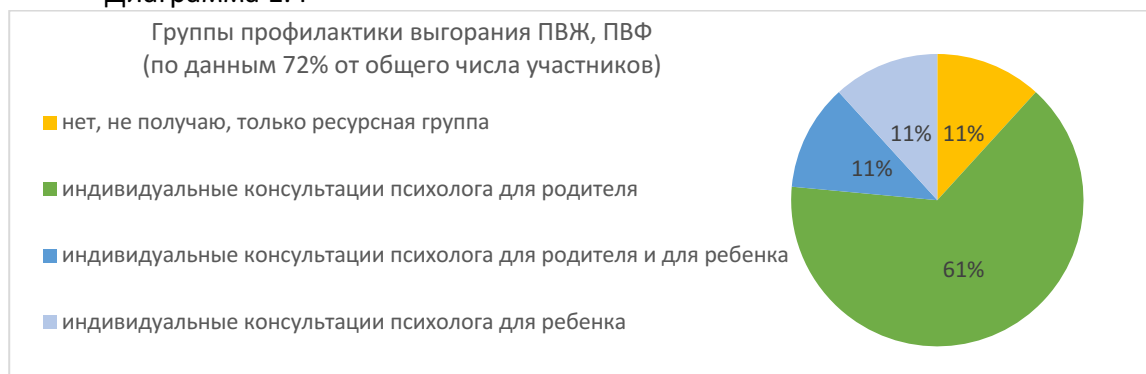 Группы профилактики выгорания ПВЖ, ПВФ
(по данным 72% от общего числа участников)
нет, не получаю, только ресурсная группа
индивидуальные консультации психолога для родителя
индивидуальные консультации психолога для родителя и для ребенка
индивидуальные консультации психолога для ребенка
11%
11%
11%
61%